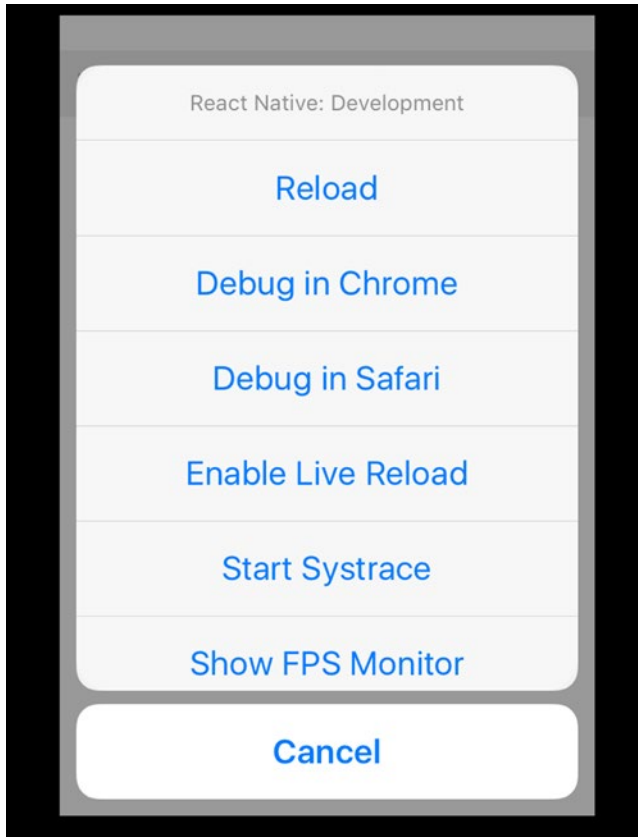 React Native: Development
Reload
Debug in Chrome
Debug in Safari
Enable Live Reload
Start Systrace
Show FPS Monitor
Cancel